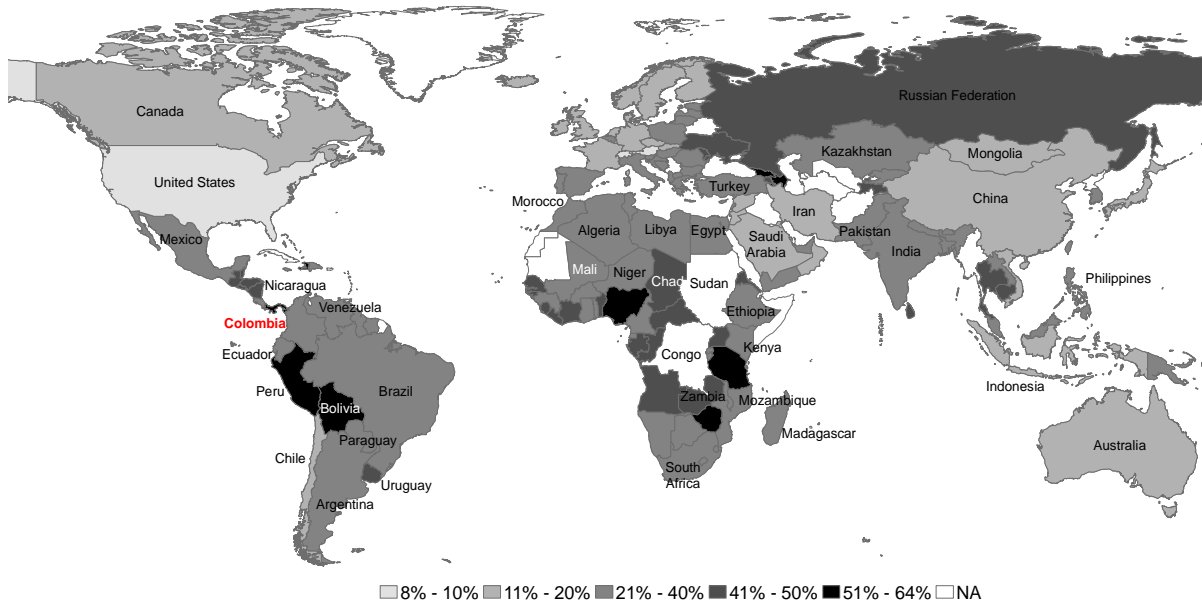 Canada
Russian Federation
Kazakhstan
Mongolia
United States
Turkey
China
Iran
Morocco
Algeria
Libya
Egypt
Saudi
Arabia
Pakistan
India
Mexico
Mali
Niger
Chad
Sudan
Philippines
Nicaragua
Venezuela
Ethiopia
Colombia
Ecuador
Congo
Kenya
Peru
Brazil
Indonesia
Bolivia
Zambia
Mozambique
Paraguay
Madagascar
Chile
Australia
South
Africa
Uruguay
Argentina
8% - 10% 11% - 20% 21% - 40% 41% - 50% 51% - 64% NA